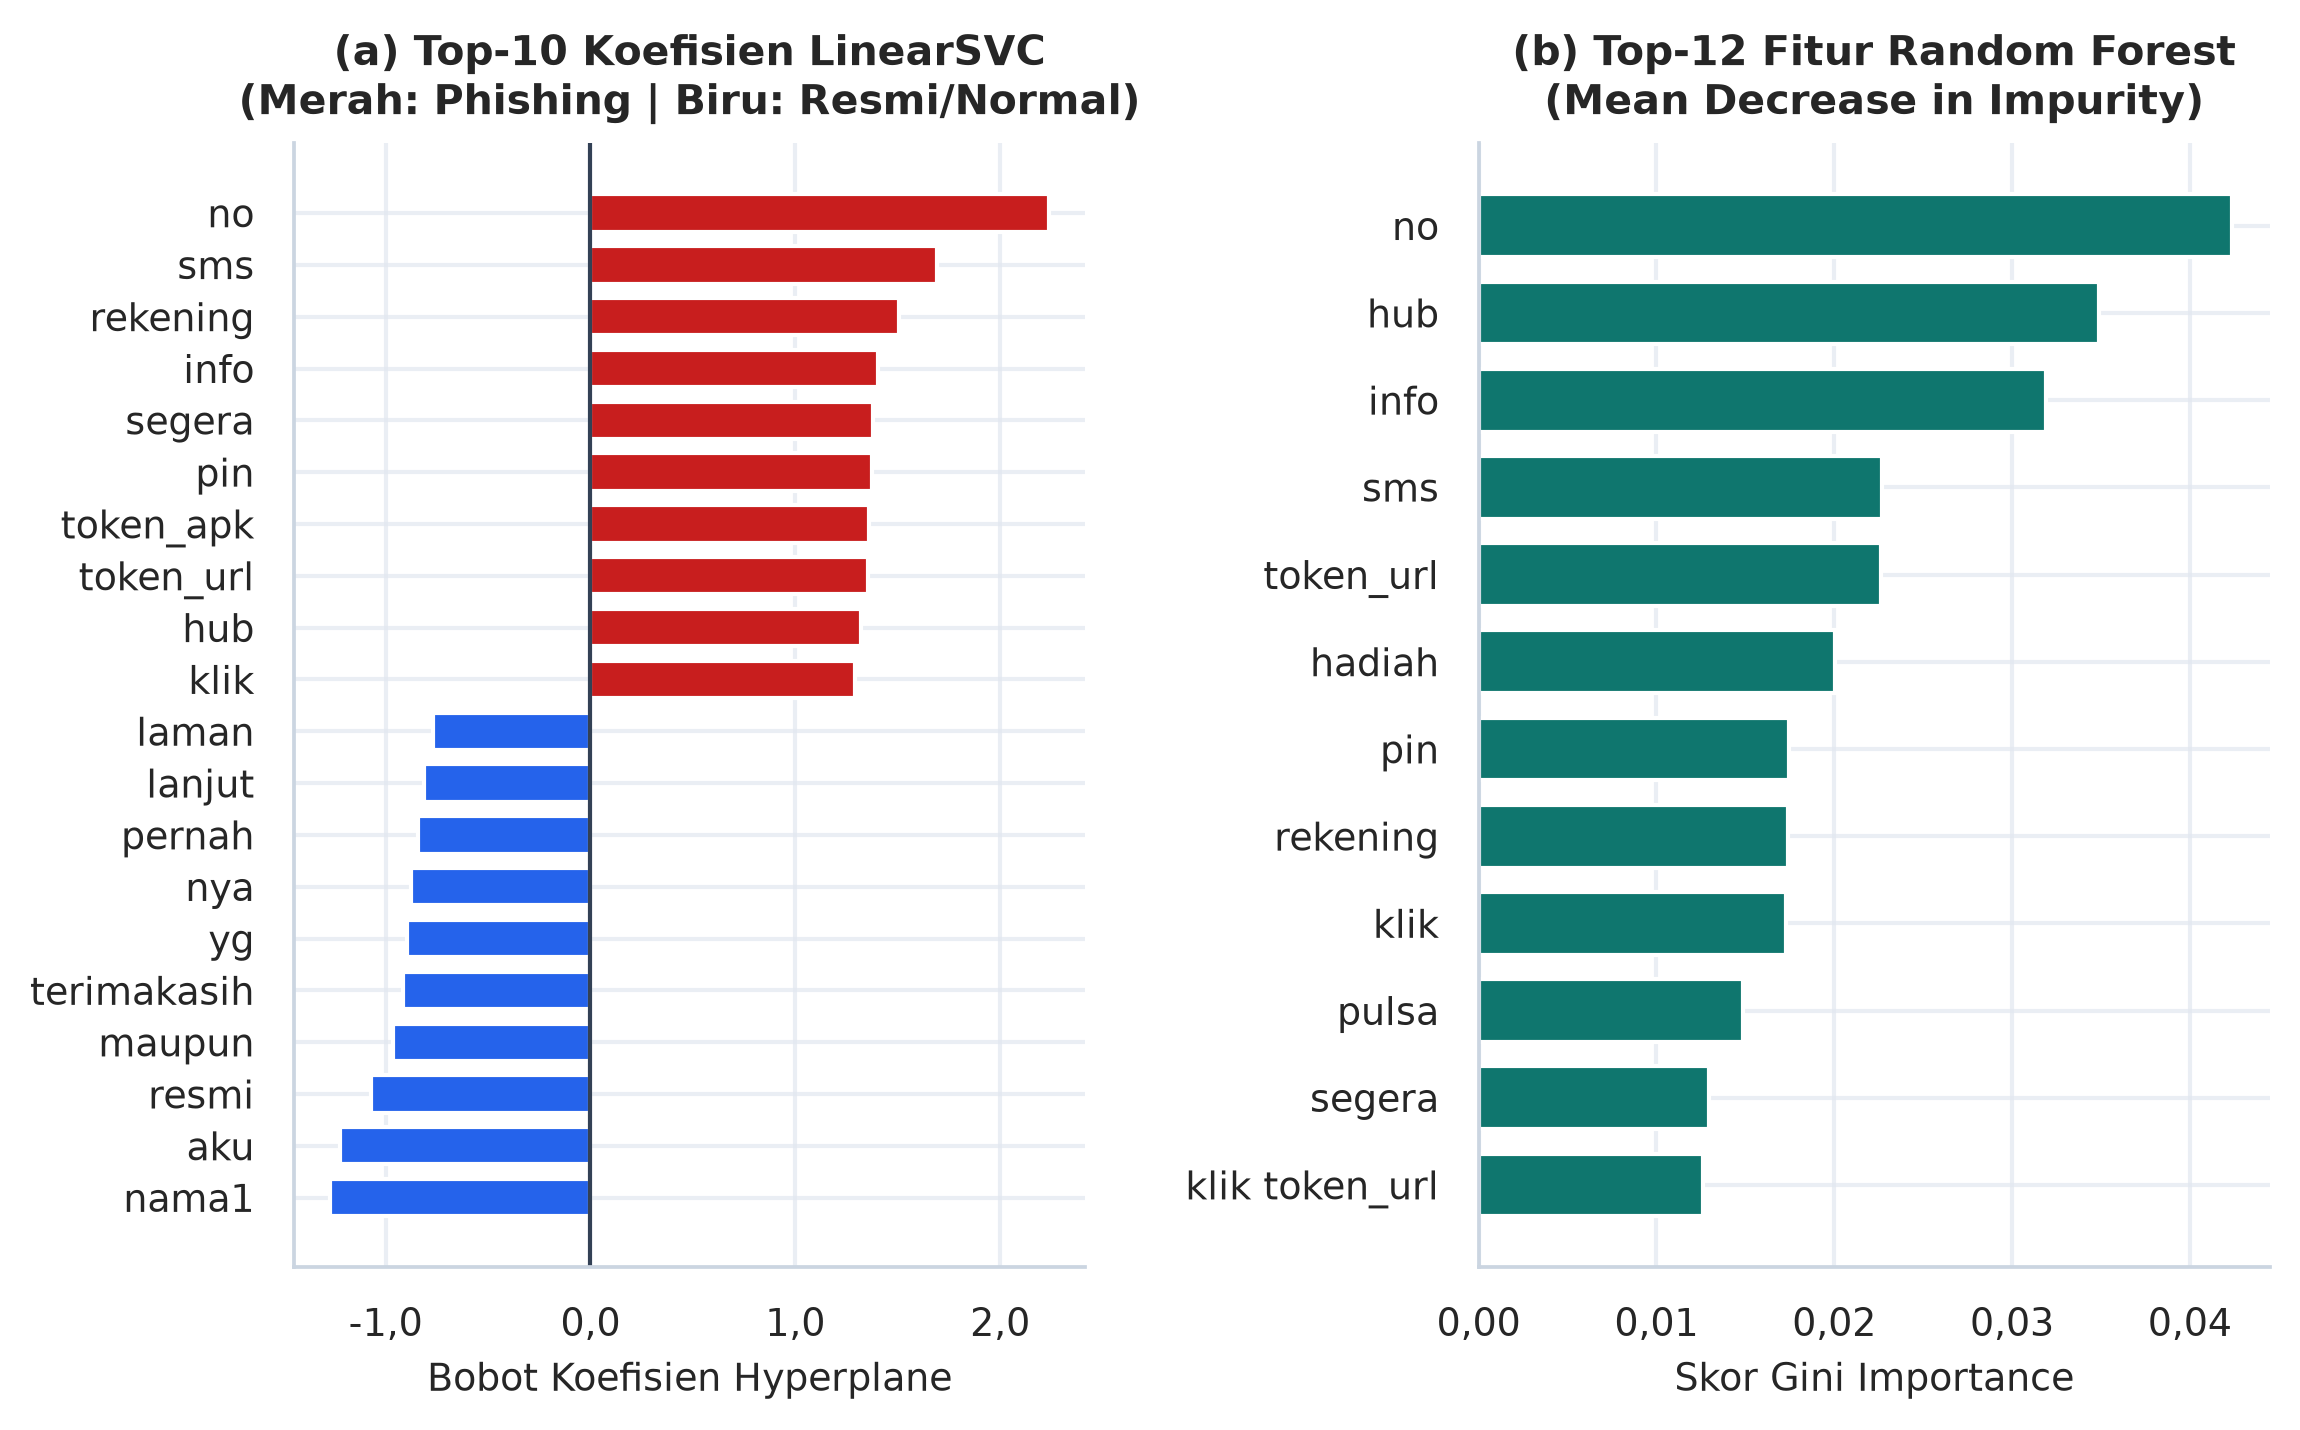 (a) Top-10 Koefisien LinearSVC
(Merah: Phishing | Biru: Resmi/Normal)
no
sms
rekening
info
segera
pin
token_apk
token_url
hub
klik
laman
lanjut
pernah
nya
yg
terimakasih
maupun
resmi
aku
nama1
-1,0 0,0 1,0 2,0
Bobot Koefisien Hyperplane
(b) Top-12 Fitur Random Forest
(Mean Decrease in Impurity)
no
hub
info
sms
token_url
hadiah
pin
rekening
klik
pulsa
segera
klik token_url
0,00 0,01 0,02 0,03 0,04
Skor Gini Importance